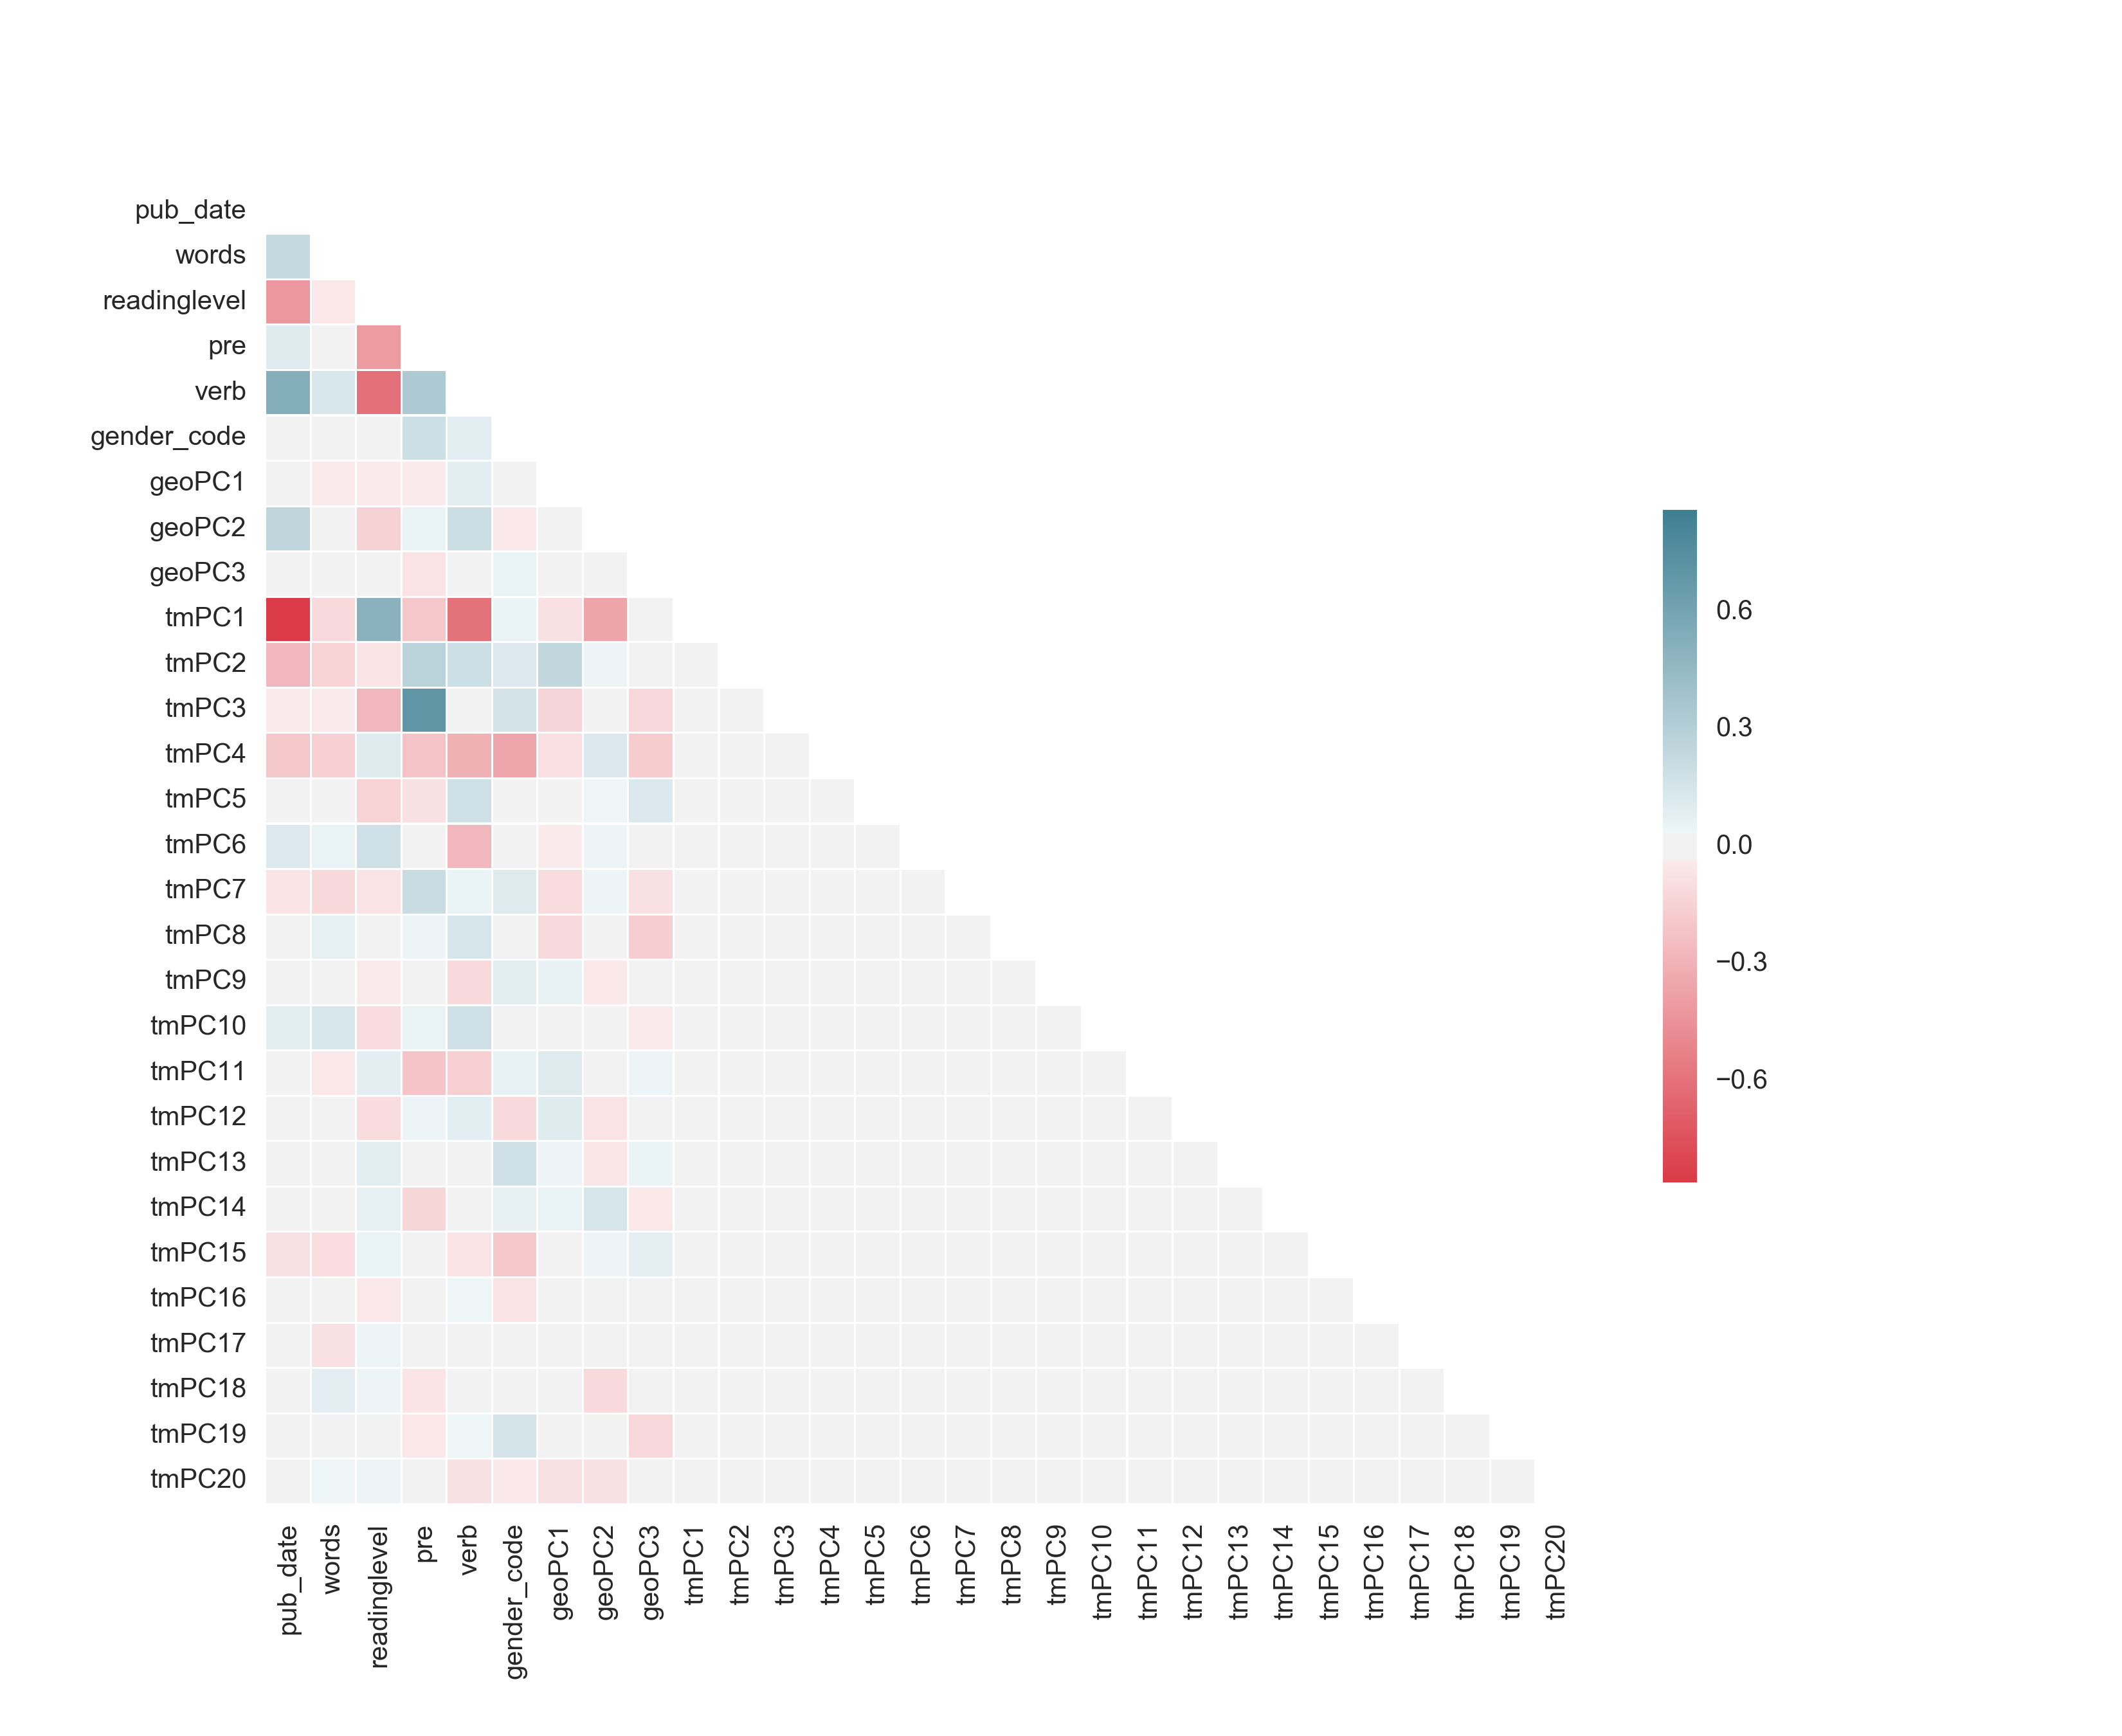 pub_date
words
readinglevel
pre
verb
gender_code
geoPC1
geoPC2
geoPC3
tmPC1
tmPC2
tmPC3
tmPC4
tmPC5
tmPC6
tmPC7
tmPC8
tmPC9
tmPC10
tmPC11
tmPC12
tmPC13
tmPC14
tmPC15
tmPC16
tmPC17
tmPC18
tmPC19
tmPC20
pub_date
words
readinglevel
pre
verb
gender_code
geoPC1
geoPC2
geoPC3
tmPC1
tmPC2
tmPC3
tmPC4
tmPC5
tmPC6
tmPC7
tmPC8
tmPC9
tmPC10
tmPC11
tmPC12
tmPC13
tmPC14
tmPC15
tmPC16
tmPC17
tmPC18
tmPC19
tmPC20
0.6
0.3
0.0
−0.3
−0.6